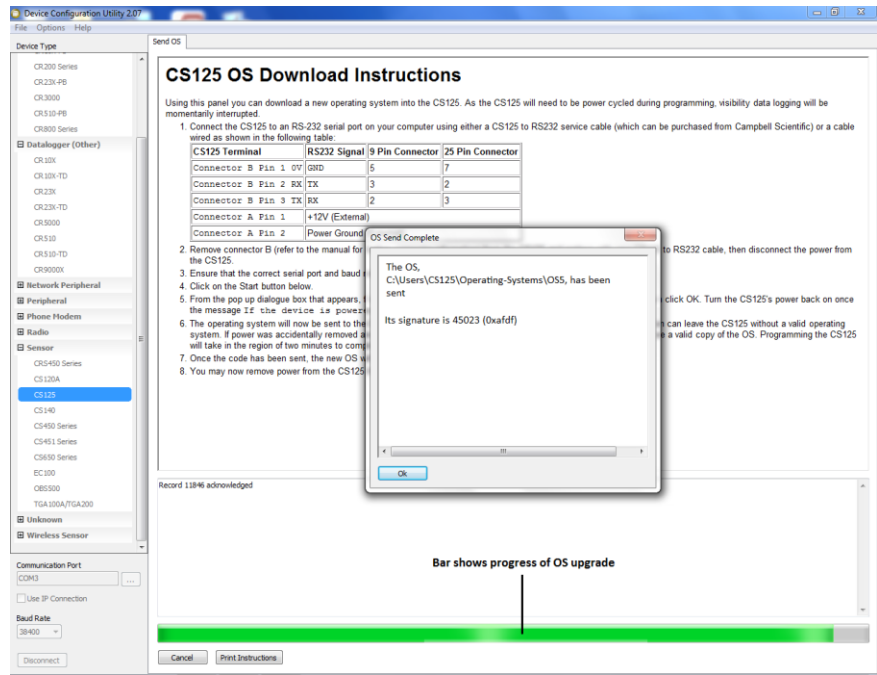 Device Configuration Utility 2.07
File Options Help
Device Type
CR200 Series
CR23X-PB
CR3000
CR510-PB
CR800 Series
Datalogger (Other)
CR10X
CR10X-TD
CR23X
CR23X-TD
CR5000
CR510
CR510-TD
CR9000X
Network Peripheral
Peripheral
Phone Modem
Radio
Sensor
CRS450 Series
CS120A
CS125
CS140
CS450 Series
CS451 Series
CS650 Series
EC100
OBS500
TGA100A/TGA200
Unknown
Wireless Sensor
Communication Port
COM3
...
Use IP Connection
Baud Rate
38400
Disconnect
Send OS
CS125 OS Download Instructions
Using this panel you can download a new operating system into the CS125. As the CS125 will need to be power cycled during programming, visibility data logging will be
momentarily interrupted.
1. Connect the CS125 to an RS-232 serial port on your computer using either a CS125 to RS232 service cable (which can be purchased from Campbell Scientific) or a cable
wired as shown in the following table:
CS125 Terminal RS232 Signal 9 Pin Connector 25 Pin Connector
Connector B Pin 1 0V GND 5 7
Connector B Pin 2 RX TX 3 2
Connector B Pin 3 TX RX 2 3
Connector A Pin 1 +12V (External)
Connector A Pin 2 Power Ground
2. Remove connector B (refer to the manual for to RS232 cable, then disconnect the power from
the CS125.
3. Ensure that the correct serial port and baud
4. Click on the Start button below.
5. From the pop up dialogue box that appears, click OK. Turn the CS125's power back on once
the message If the device is
6. The operating system will now be sent to the can leave the CS125 without a valid operating
system. If power was accidentally removed a valid copy of the OS. Programming the CS125
will take in the region of two minutes to
7. Once the code has been sent, the new OS
8. You may now remove power from the CS125
OS Send Complete
The OS,
C:\Users\CS125\Operating-Systems\OS5, has been
sent
Its signature is 45023 (0xafdf)
Ok
Record 11846 acknowledged
Bar shows progress of OS upgrade
Cancel Print Instructions